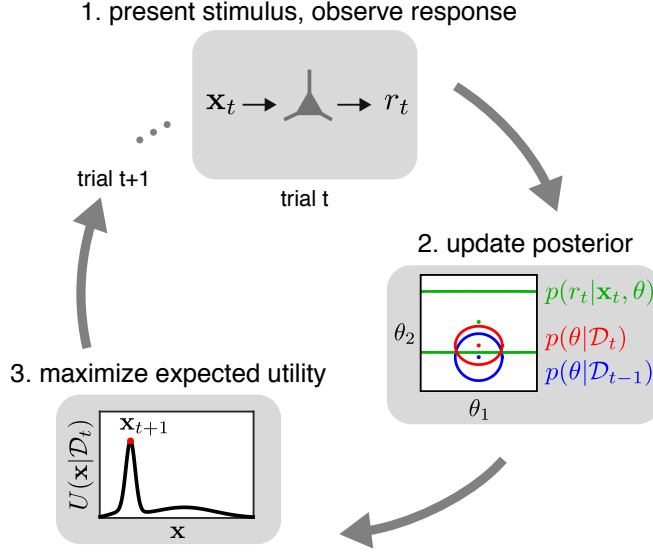 1. present stimulus, observe response
x_t → → r_t
trial t
trial t+1
2. update posterior
p(r_t|x_t, θ)
θ_2
p(θ|D_t)
p(θ|D_{t−1})
θ_1
3. maximize expected utility
x_{t+1}
U(x|D_t)
x